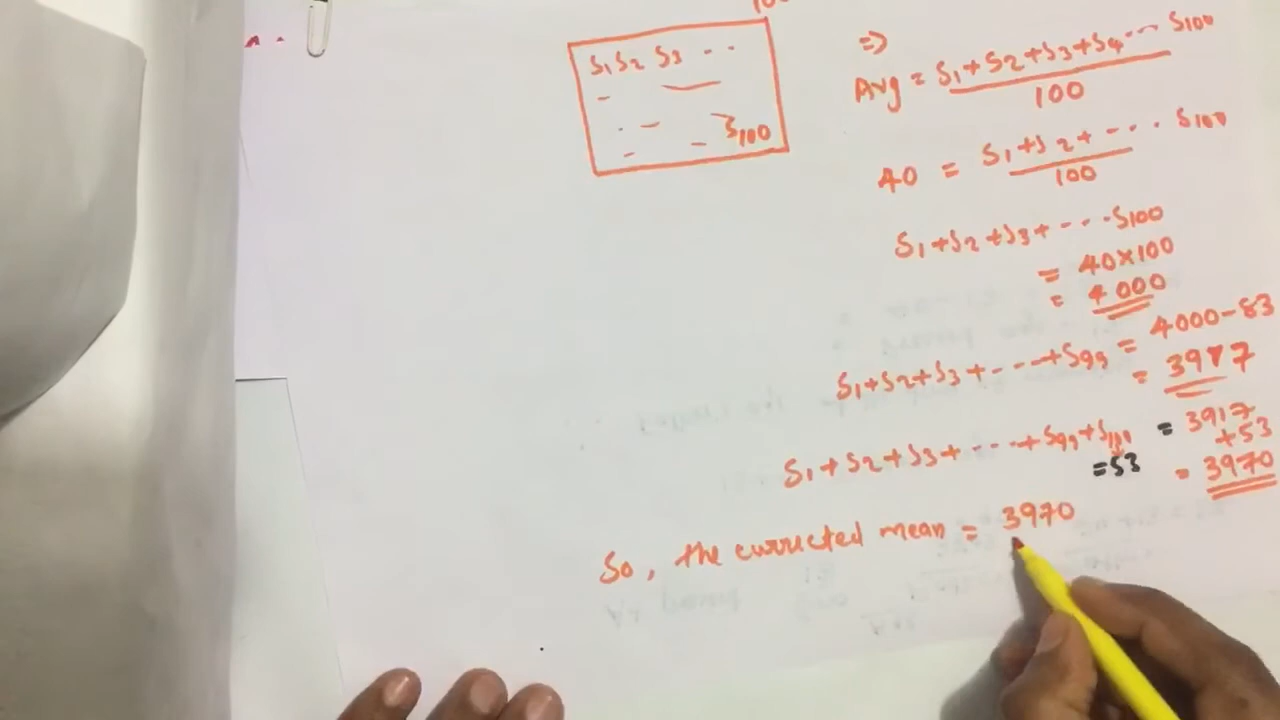 S1 S2 S3 ..
S100
=>
Avg = S1+S2+S3+S4... S100
100
40 = S1+S2+.... S100
100
S1+S2+S3+....S100
= 40×100
= 4000
S1+S2+S3+....+S99 = 4000-83
= 3917
S1+S2+S3+....+S99+S100 = 3917
+53
=53
= 3970
So, the currected mean = 3970